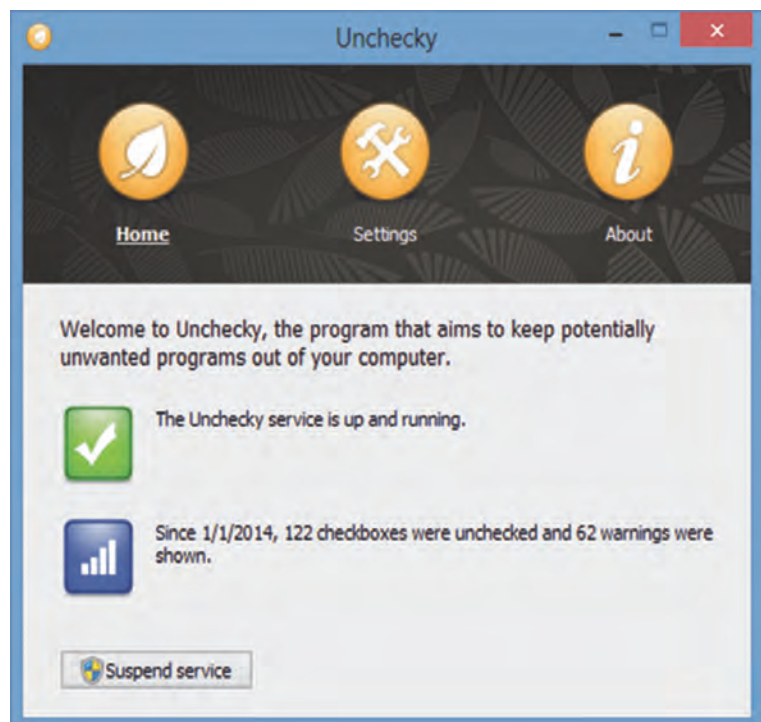 Unchecky
Home
Settings
About
Welcome to Unchecky, the program that aims to keep potentially
unwanted programs out of your computer.
The Unchecky service is up and running.
Since 1/1/2014, 122 checkboxes were unchecked and 62 warnings were
shown.
Suspend service